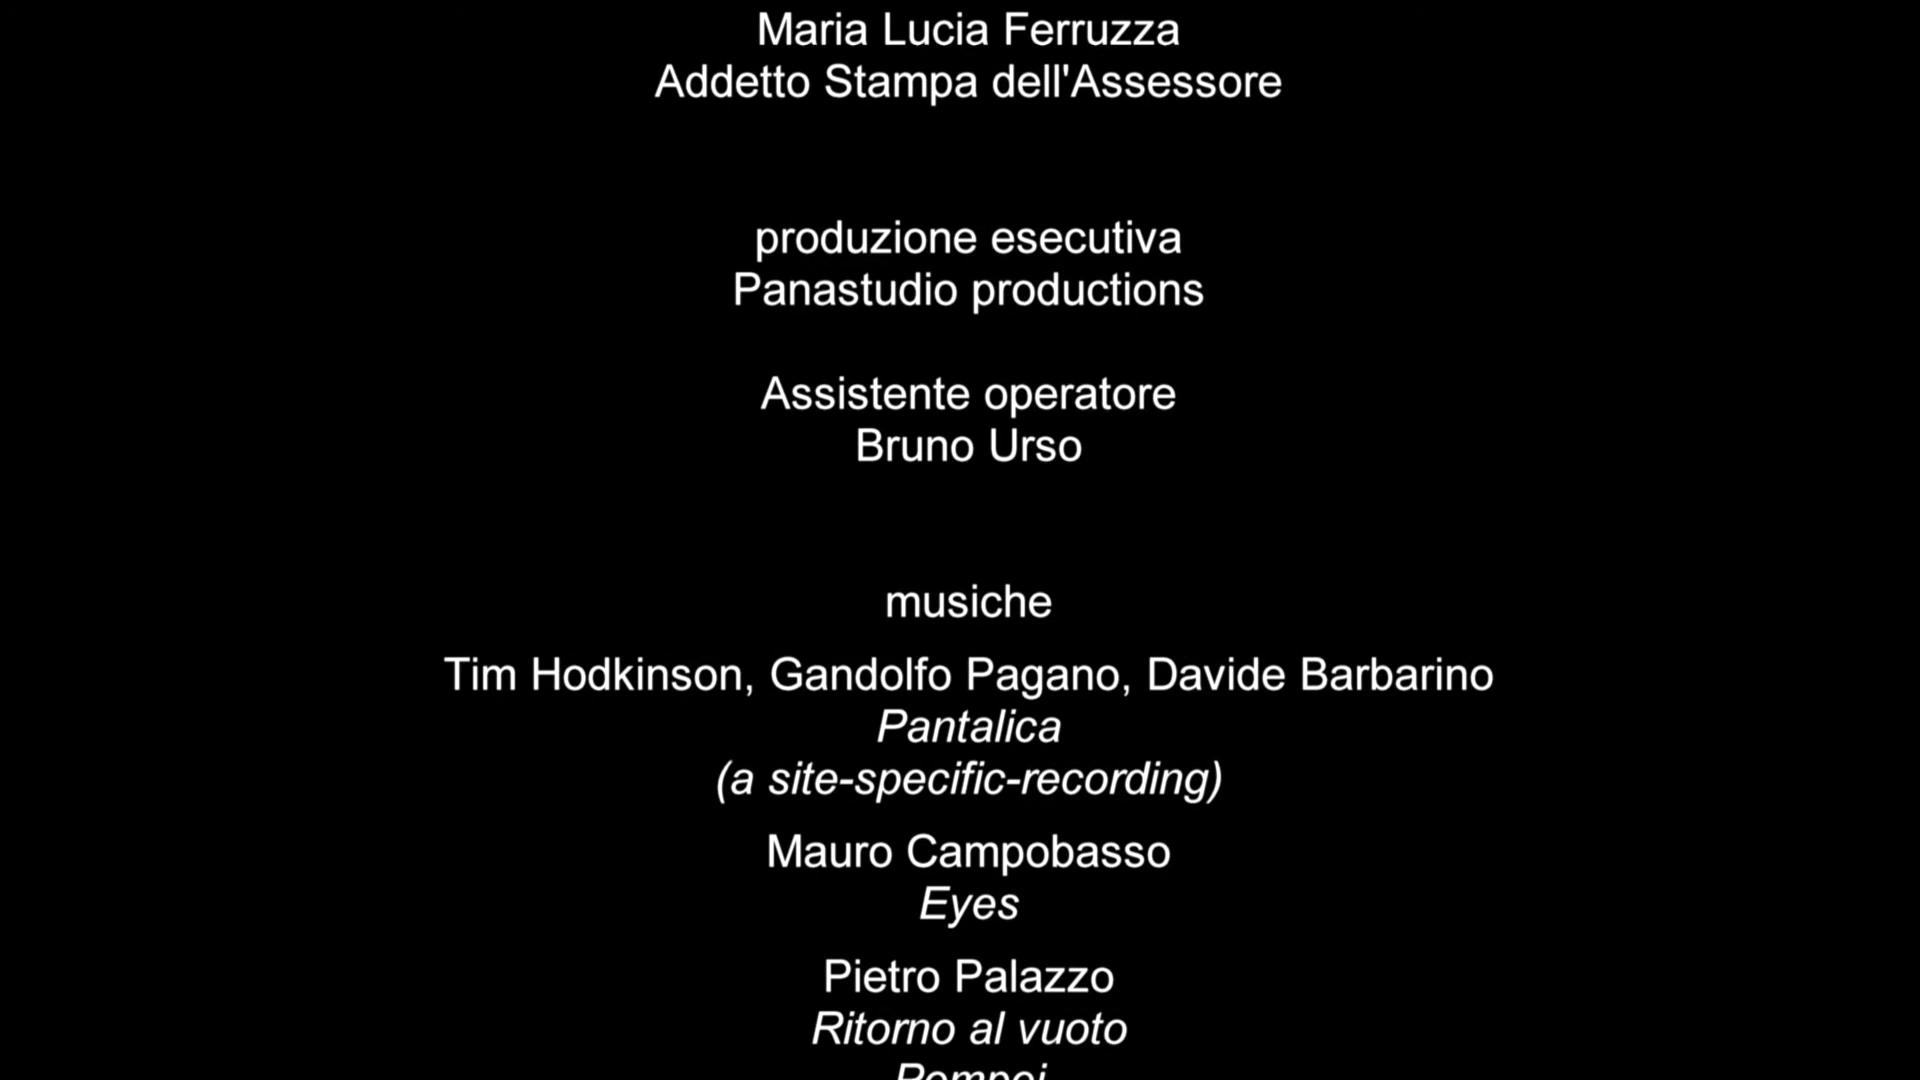 Maria Lucia Ferruzza
Addetto Stampa dell'Assessore
produzione esecutiva
Panastudio productions
Assistente operatore
Bruno Urso
musiche
Tim Hodkinson, Gandolfo Pagano, Davide Barbarino
Pantalica
(a site-specific-recording)
Mauro Campobasso
Eyes
Pietro Palazzo
Ritorno al vuoto
Pompei